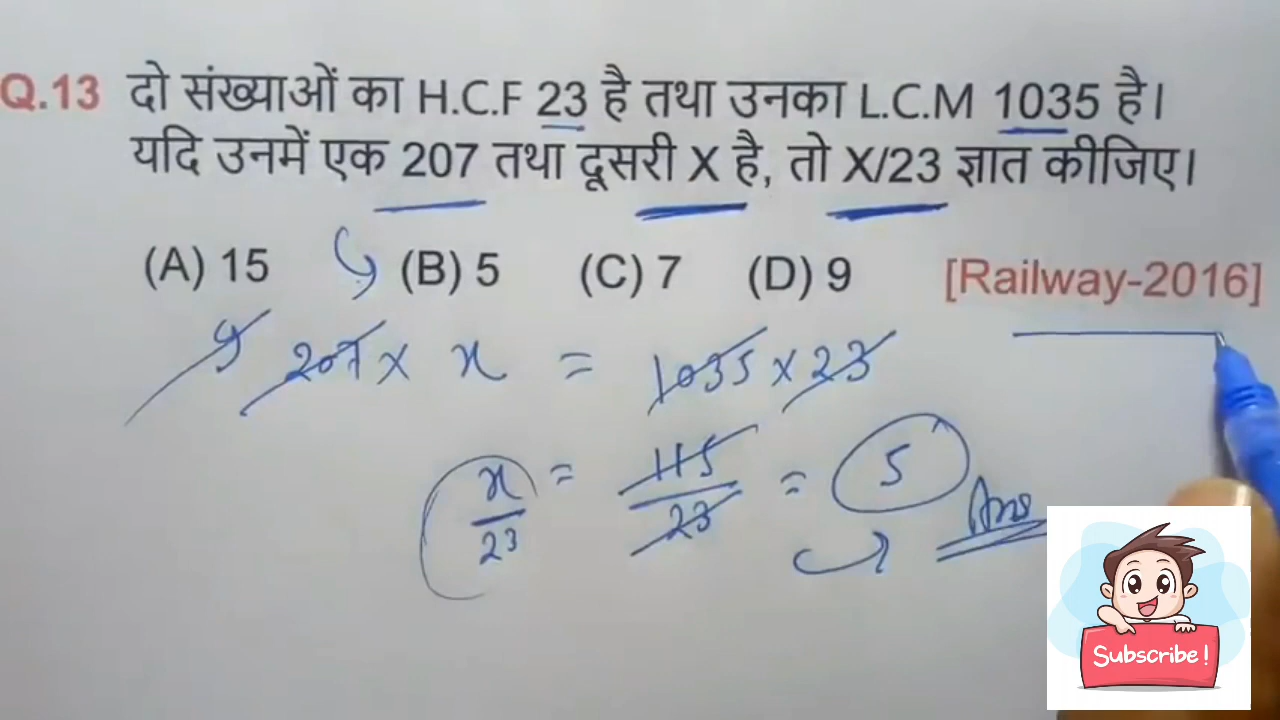 Q.13 दो संख्याओं का H.C.F 23 है तथा उनका L.C.M 1035 है।
यदि उनमें एक 207 तथा दूसरी X है, तो X/23 ज्ञात कीजिए।
(A) 15 (B) 5 (C) 7 (D) 9 [Railway-2016]
9 207 × x = 1035 × 23
x/23 = 115/23 = 5 Ans
Subscribe!